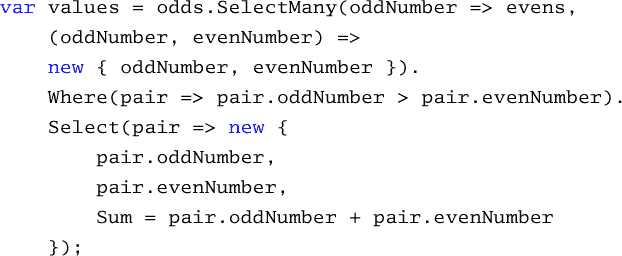 var values = odds.SelectMany(oddNumber => evens,
    (oddNumber, evenNumber) =>
    new { oddNumber, evenNumber }).
    Where(pair => pair.oddNumber > pair.evenNumber).
    Select(pair => new {
        pair.oddNumber,
        pair.evenNumber,
        Sum = pair.oddNumber + pair.evenNumber
    });